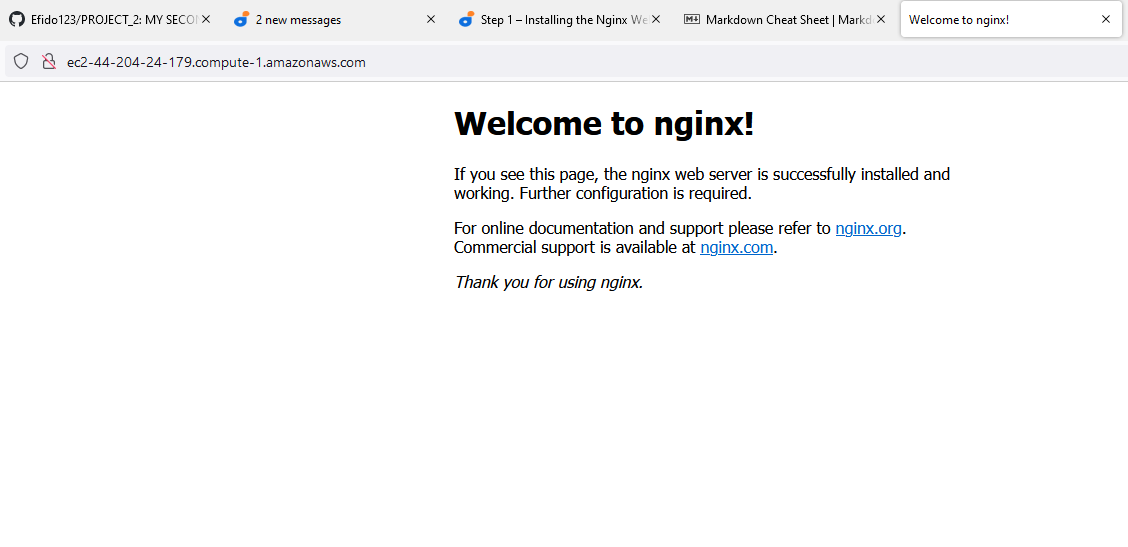 Efido123/PROJECT_2: MY SECON
2 new messages
Step 1 – Installing the Nginx We
Markdown Cheat Sheet | Markd
Welcome to nginx!
ec2-44-204-24-179.compute-1.amazonaws.com
Welcome to nginx!
If you see this page, the nginx web server is successfully installed and
working. Further configuration is required.
For online documentation and support please refer to nginx.org.
Commercial support is available at nginx.com.
Thank you for using nginx.